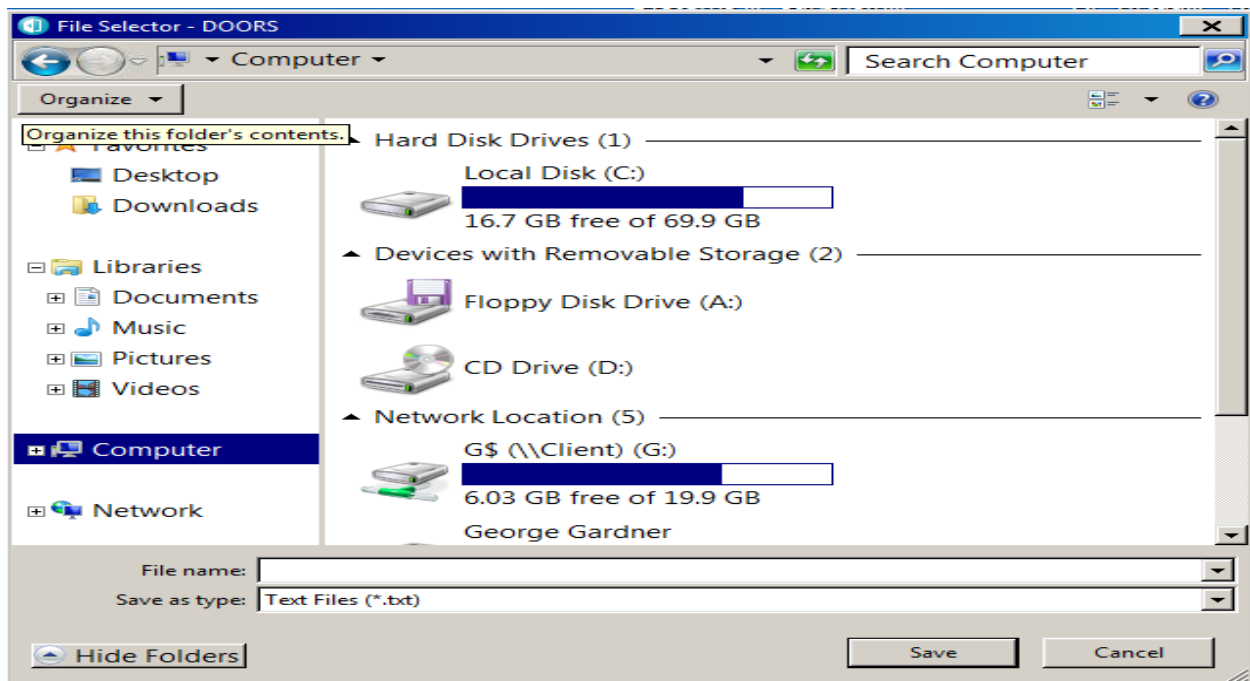 File Selector - DOORS
Computer
Search Computer
Organize
Organize this folder's contents.
Favorites
Desktop
Downloads
Libraries
Documents
Music
Pictures
Videos
Computer
Network
Hard Disk Drives (1)
Local Disk (C:)
16.7 GB free of 69.9 GB
Devices with Removable Storage (2)
Floppy Disk Drive (A:)
CD Drive (D:)
Network Location (5)
G$ (\\Client) (G:)
6.03 GB free of 19.9 GB
George Gardner
File name:
Save as type: Text Files (*.txt)
Hide Folders
Save
Cancel